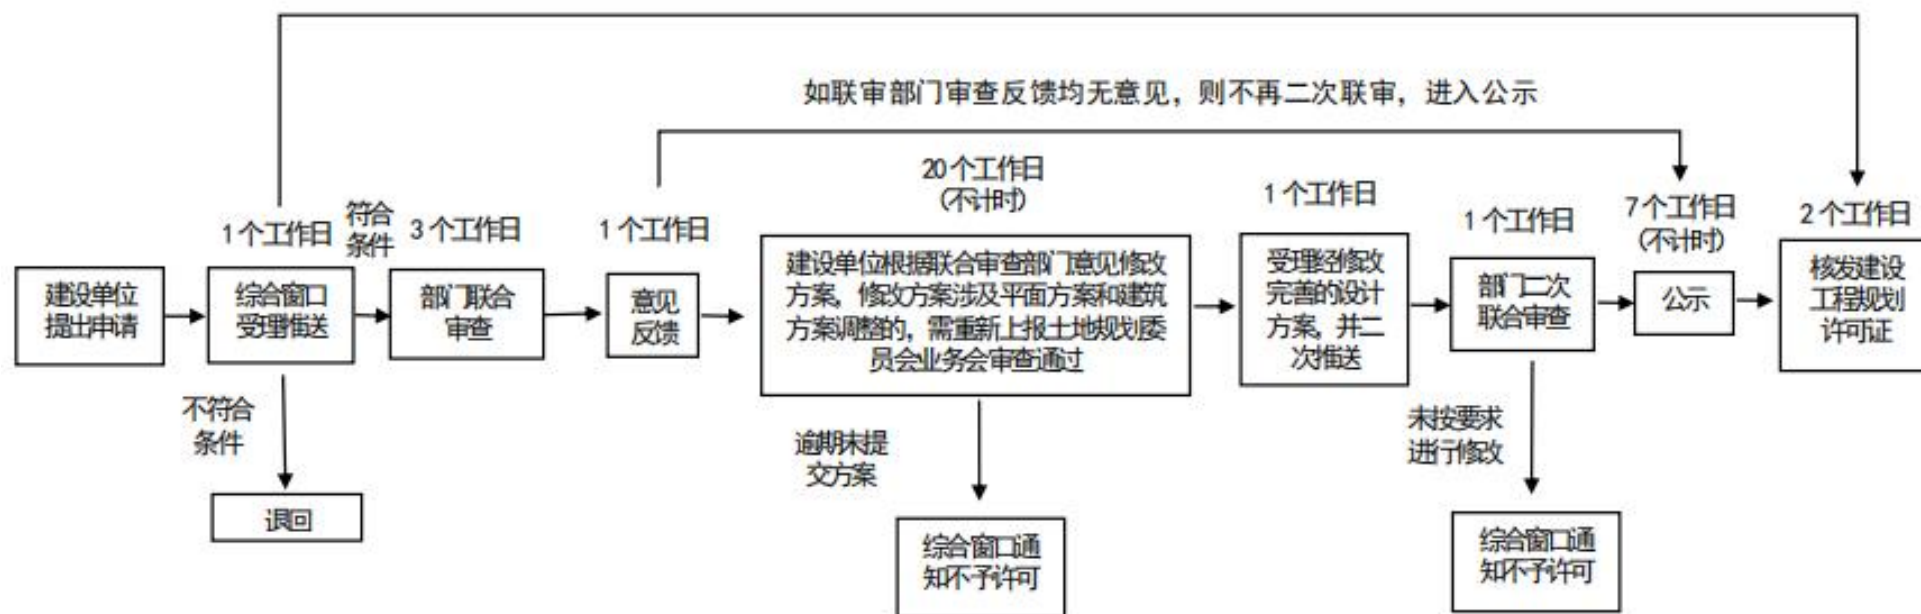 如联审部门审查反馈均无意见，则不再二次联审，进入公示
1个工作日
符合
条件
3个工作日
1个工作日
20个工作日
（不计时）
1个工作日
1个工作日
7个工作日
（不计时）
2个工作日
建设单位
提出申请
综合窗口
受理推送
部门联合
审查
意见
反馈
建设单位根据联合审查部门意见修改
方案，修改方案涉及平面方案和建筑
方案调整的，需重新上报土地规划委
员会业务会审查通过
受理经修改
完善的设计
方案，并二
次推送
部门二次
联合审查
公示
核发建设
工程规划
许可证
不符合
条件
退回
逾期未提
交方案
综合窗口通
知不予许可
未按要求
进行修改
综合窗口通
知不予许可